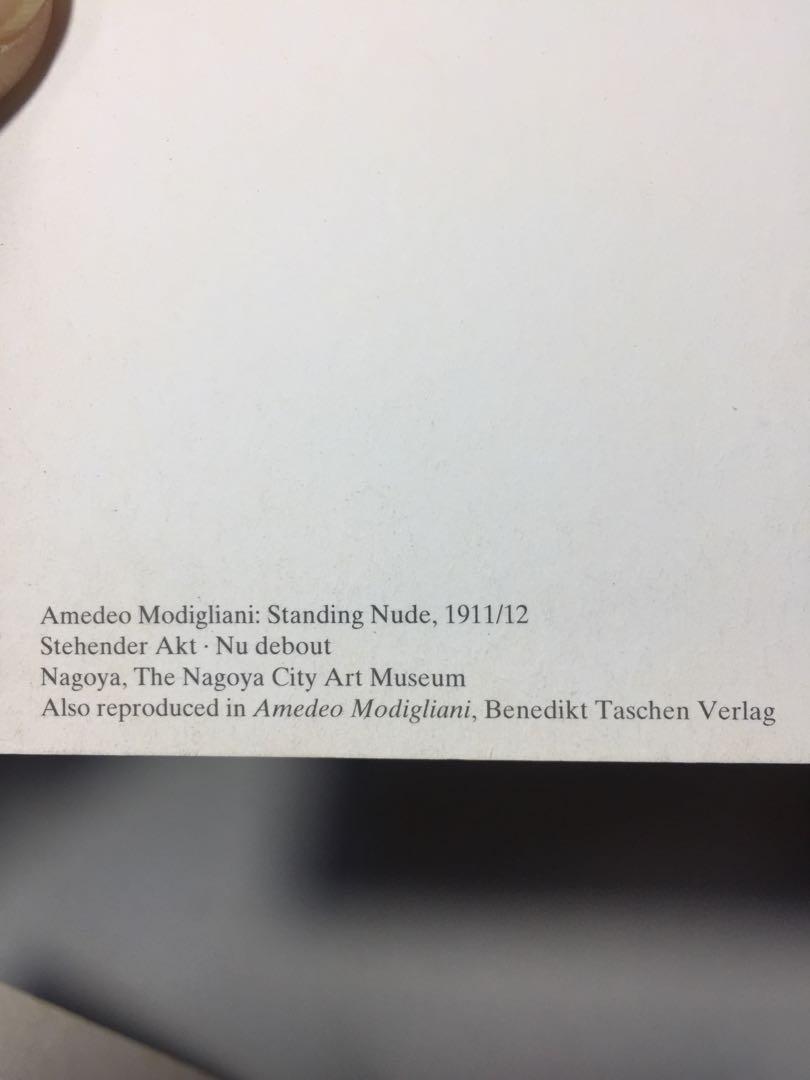 Amedeo Modigliani: Standing Nude, 1911/12
Stehender Akt · Nu debout
Nagoya, The Nagoya City Art Museum
Also reproduced in Amedeo Modigliani, Benedikt Taschen Verlag